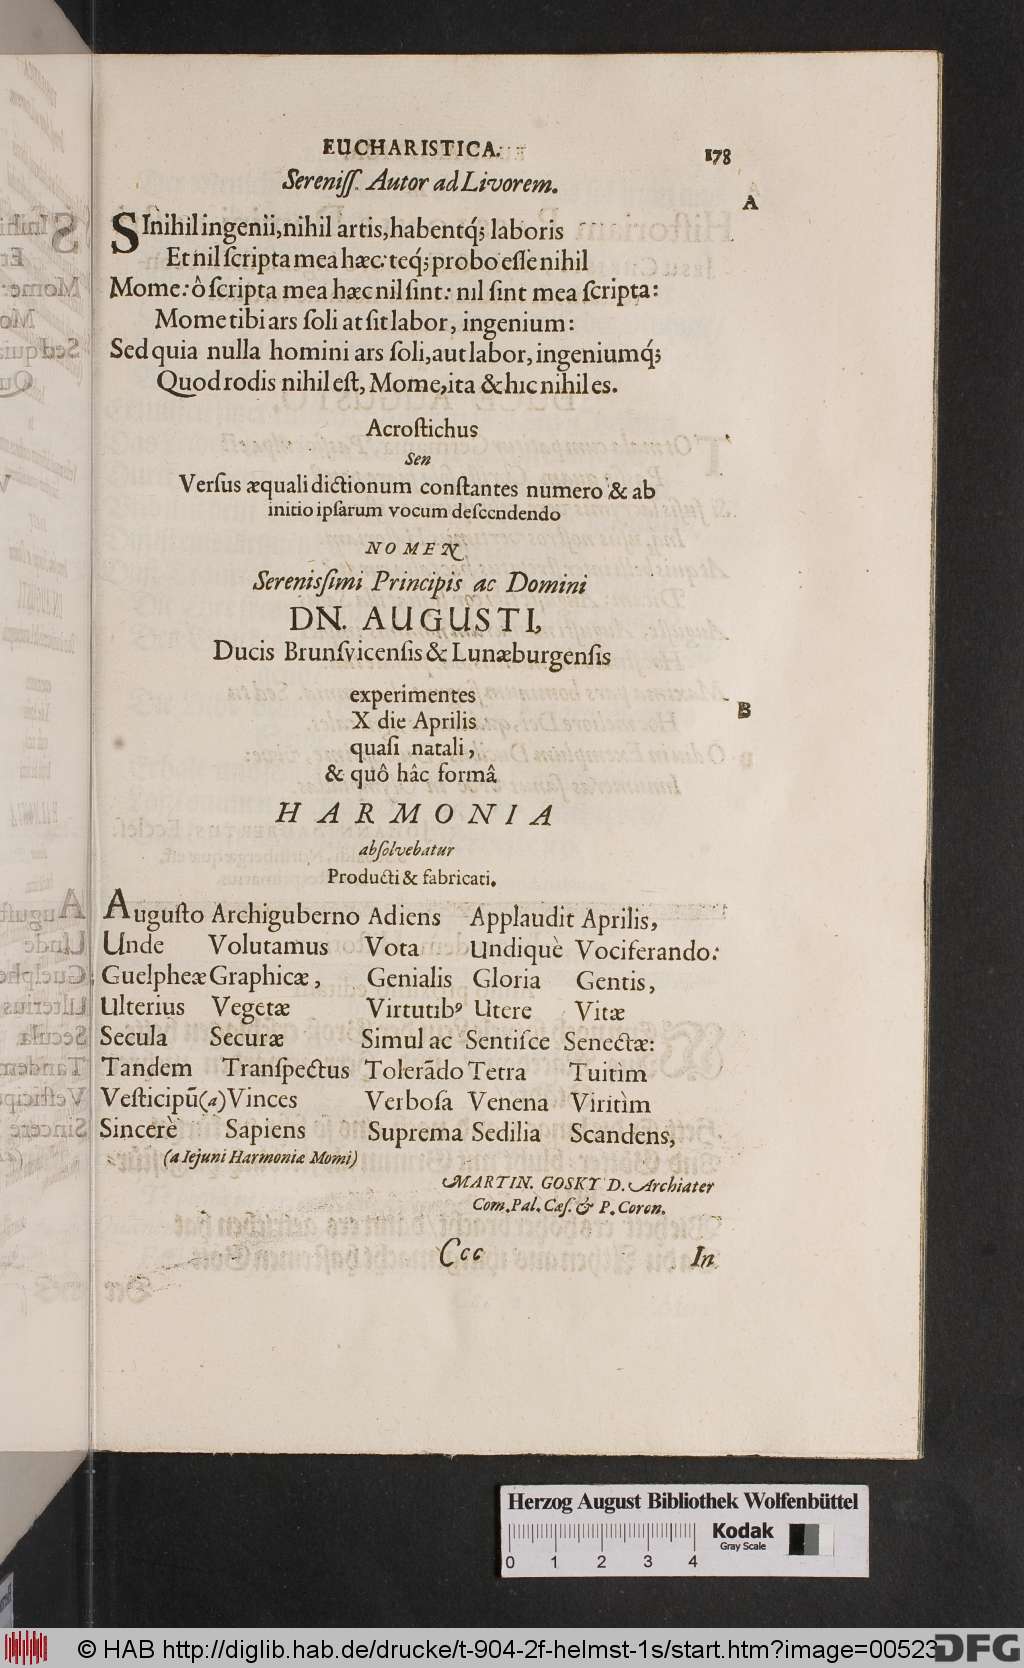 EUCHARISTICA. 178
Sereniſſ. Autor ad Livorem.
A
SInihil ingenii, nihil artis, habentq́; laboris
Et nil ſcripta mea hæc: teq́; probo eſſe nihil
Mome: ô ſcripta mea hæc nil ſint: nil ſint mea ſcripta:
Mome tibi ars ſoli at ſit labor, ingenium:
Sed quia nulla homini ars ſoli, aut labor, ingeniumq́;
Quod rodis nihil eſt, Mome, ita & hic nihil es.
Acroſtichus
Sen
Verſus æquali dictionum conſtantes numero & ab
initio ipſarum vocum deſcendendo
NOMEN
Serenisſimi Principis ac Domini
DN. AUGUSTI,
Ducis Brunſvicenſis & Lunæburgenſis
experimentes
B
X die Aprilis
quaſi natali,
& quô hâc formâ
HARMONIA
abſolvebatur
Producti & fabricati.
Auguſto Archiguberno Adiens Applaudit Aprilis,
Unde Volutamus Vota Undiquè Vociferando:
Guelpheæ Graphicæ, Genialis Gloria Gentis,
Ulterius Vegetæ Virtutibꝰ Utere Vitæ
Secula Securæ Simul ac Sentiſce Senectæ:
Tandem Tranſpectus Tolerãdo Tetra Tuitìm
Veſticipũ (a) Vinces Verboſa Venena Viritìm
Sincerè Sapiens Suprema Sedilia Scandens,
(a Iejuni Harmoniæ Momi)
MARTIN. GOSKY D. Archiater
Com. Pal. Cæſ. & P. Coron.
Ccc In
Herzog August Bibliothek Wolfenbüttel
Kodak
Gray Scale
0 1 2 3 4
© HAB http://diglib.hab.de/drucke/t-904-2f-helmst-1s/start.htm?image=00523
DFG